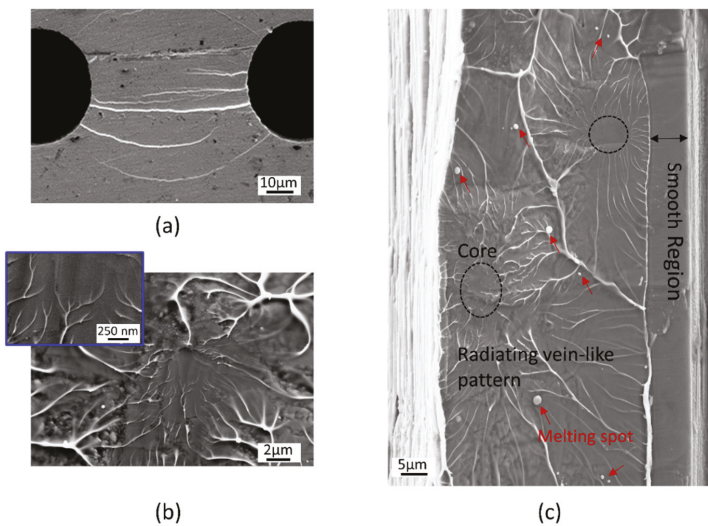 10μm
(a)
250 nm
2μm
(b)
Core
Smooth Region
Radiating vein-like
pattern
Melting spot
5μm
(c)